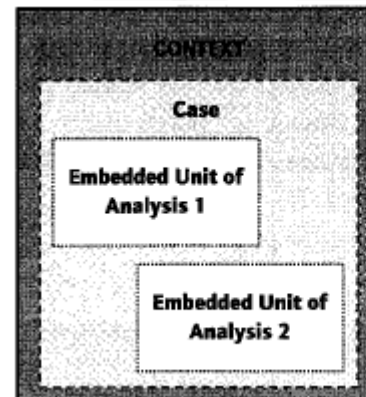 CONTEXT
Case
Embedded Unit of
Analysis 1
Embedded Unit of
Analysis 2